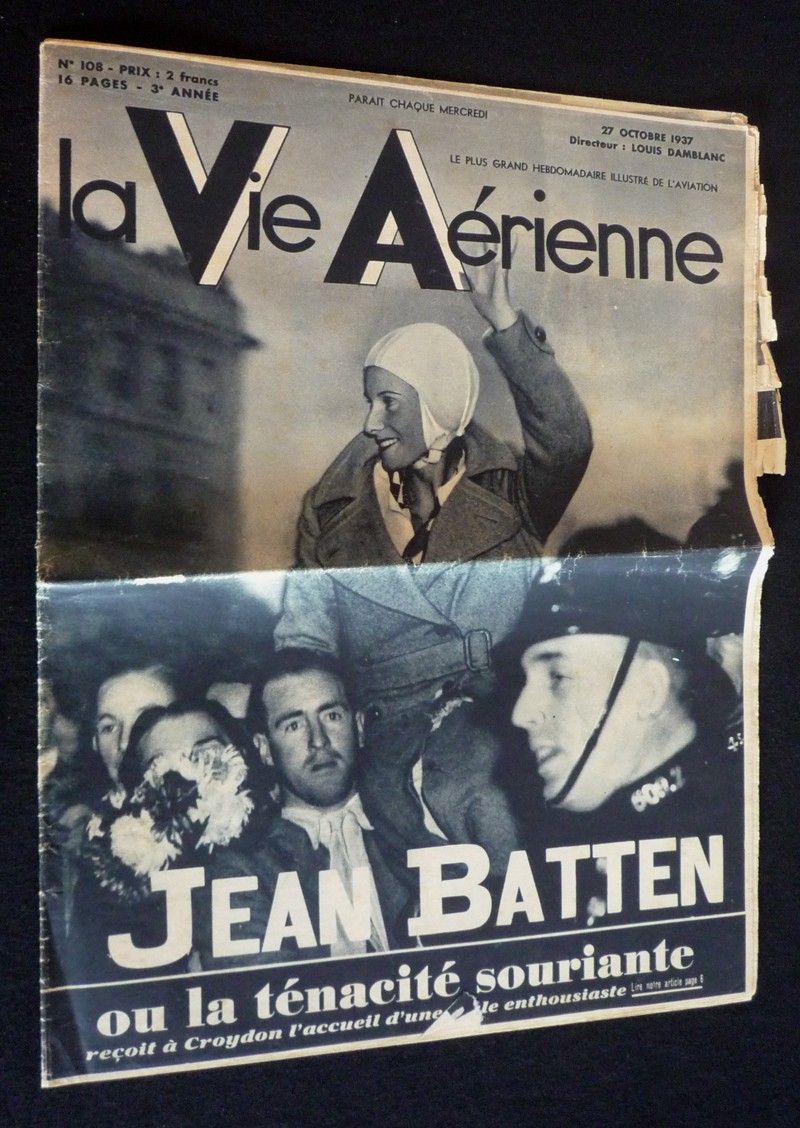 N° 108 - PRIX : 2 francs
16 PAGES - 3e ANNÉE
PARAIT CHAQUE MERCREDI
27 OCTOBRE 1937
Directeur : LOUIS DAMBLANC
LE PLUS GRAND HEBDOMADAIRE ILLUSTRÉ DE L'AVIATION
la Vie Aérienne
JEAN BATTEN
ou la ténacité souriante
reçoit à Croydon l'accueil d'une le enthousiaste Lire notre article page 6